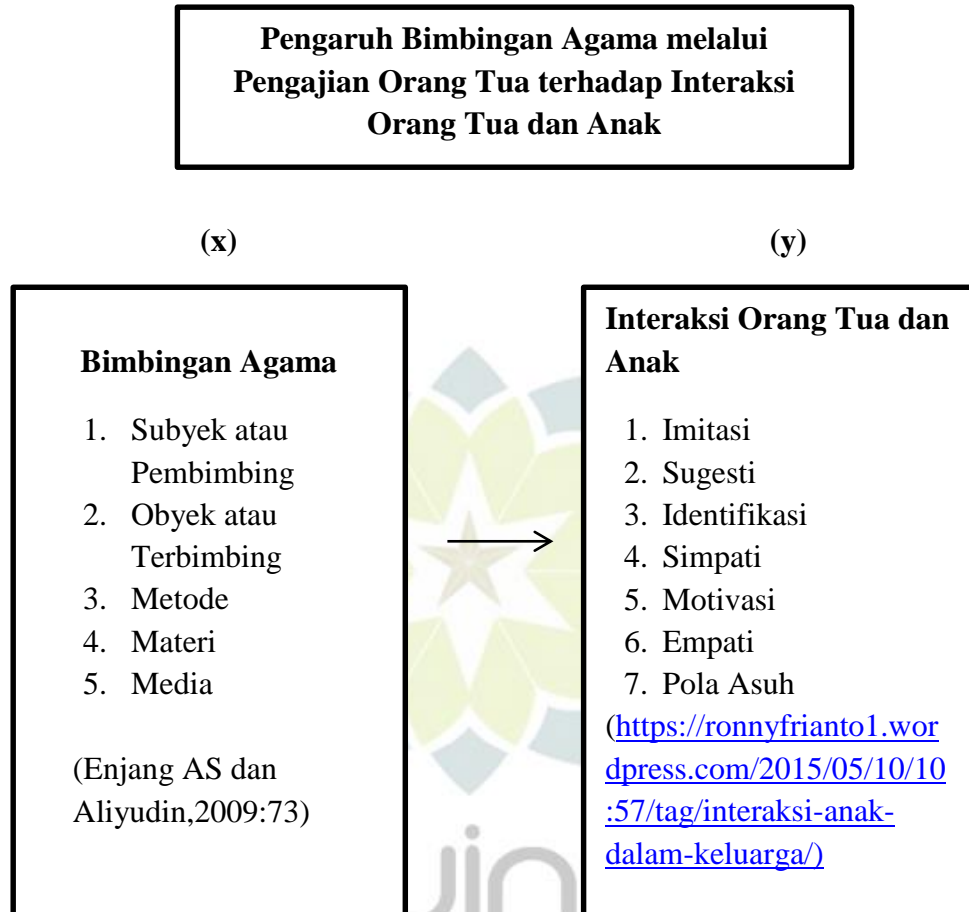 Pengaruh Bimbingan Agama melalui
Pengajian Orang Tua terhadap Interaksi
Orang Tua dan Anak
(x)
(y)
Bimbingan Agama
1. Subyek atau
Pembimbing
2. Obyek atau
Terbimbing
3. Metode
4. Materi
5. Media
(Enjang AS dan
Aliyudin,2009:73)
Interaksi Orang Tua dan
Anak
1. Imitasi
2. Sugesti
3. Identifikasi
4. Simpati
5. Motivasi
6. Empati
7. Pola Asuh
(https://ronnyfrianto1.wor
dpress.com/2015/05/10/10
:57/tag/interaksi-anak-
dalam-keluarga/)
uin